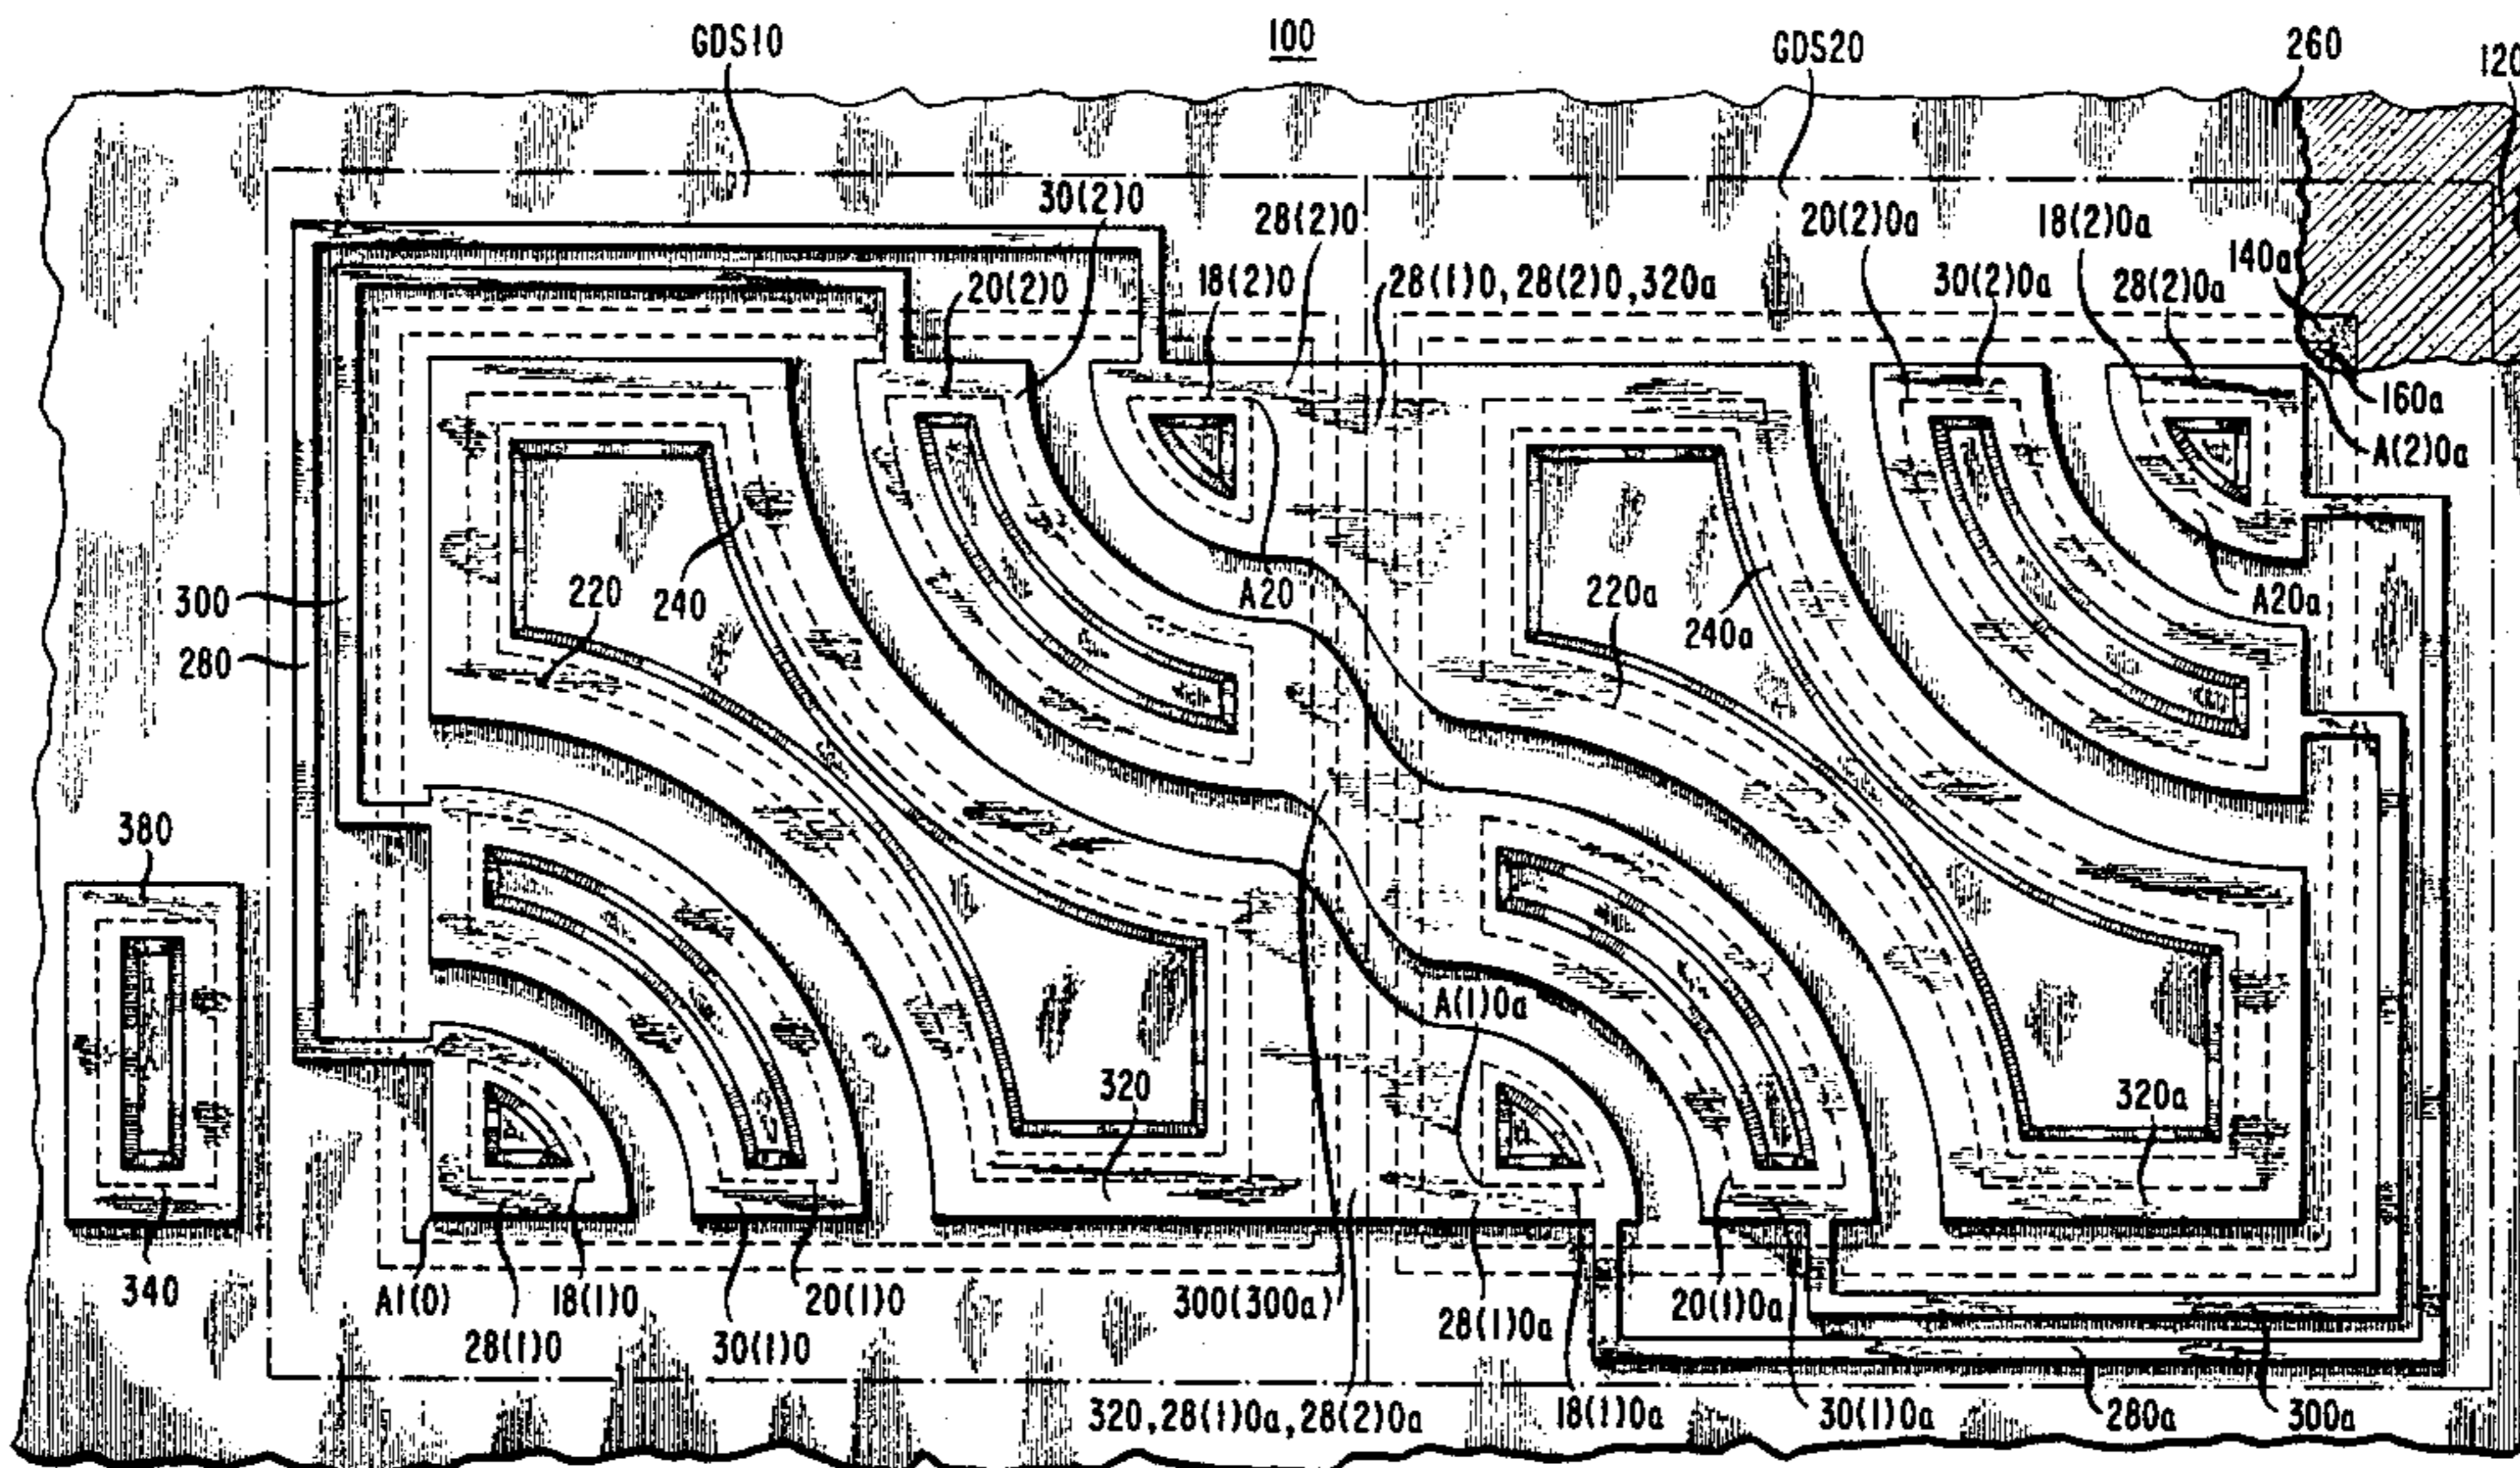 GDS10
100
GDS20
260
120
30(2)0
28(2)0
20(2)0a
18(2)0a
140a
20(2)0
18(2)0
28(1)0, 28(2)0, 320a
30(2)0a
28(2)0a
160a
A(2)0a
300
220
240
A20
220a
240a
A20a
280
380
A(1)0a
320
320a
340
A1(0)
18(1)0
20(1)0
300(300a)
28(1)0a
20(1)0a
28(1)0
30(1)0
320, 28(1)0a, 28(2)0a
18(1)0a
30(1)0a
280a
300a